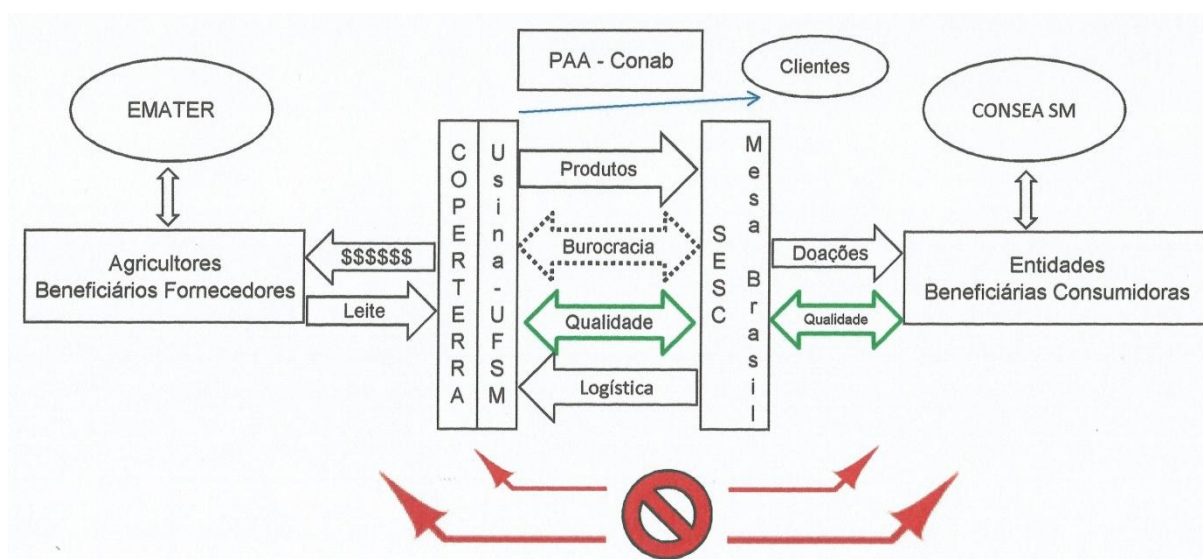 PAA - Conab
Clientes
EMATER
CONSEA SM
COPERTERRA
Usina-UFSM
Produtos
Mesa Brasil
SESC
Burocracia
$$$$$$
Agricultores
Beneficiários Fornecedores
Doações
Entidades
Beneficiárias Consumidoras
Leite
Qualidade
Qualidade
Logística